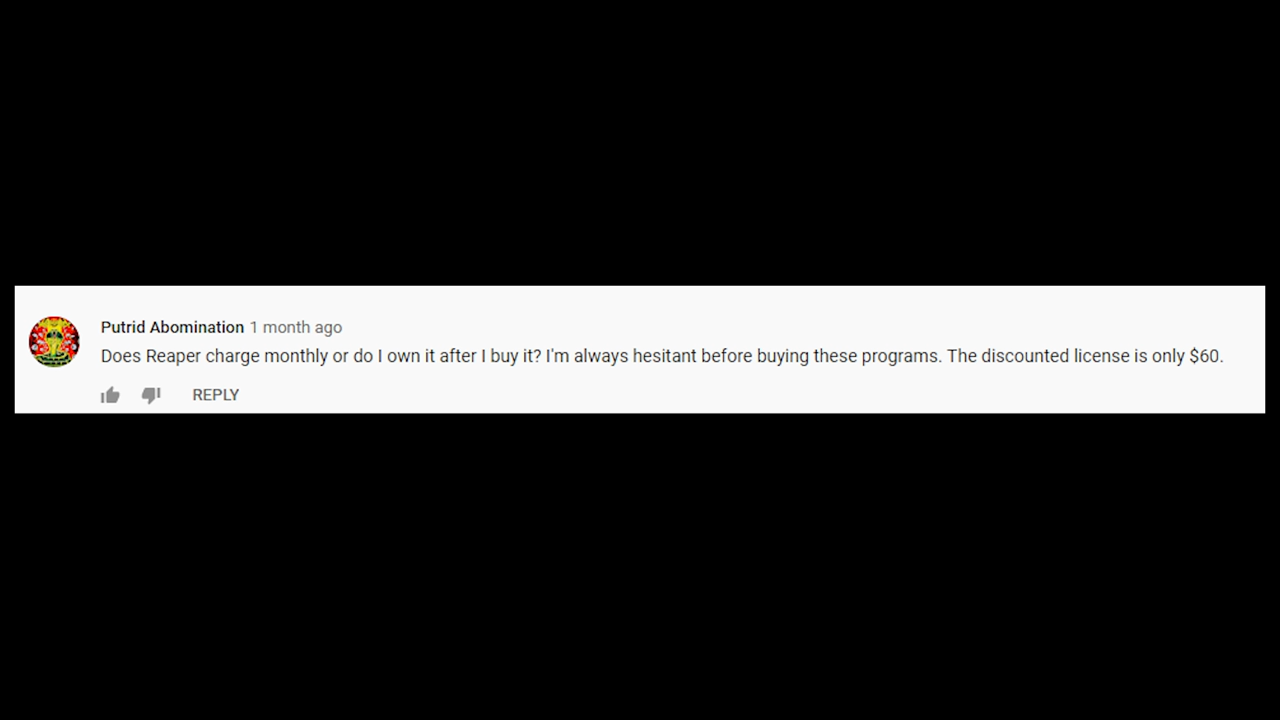 Putrid Abomination 1 month ago
Does Reaper charge monthly or do I own it after I buy it? I'm always hesitant before buying these programs. The discounted license is only $60.
REPLY